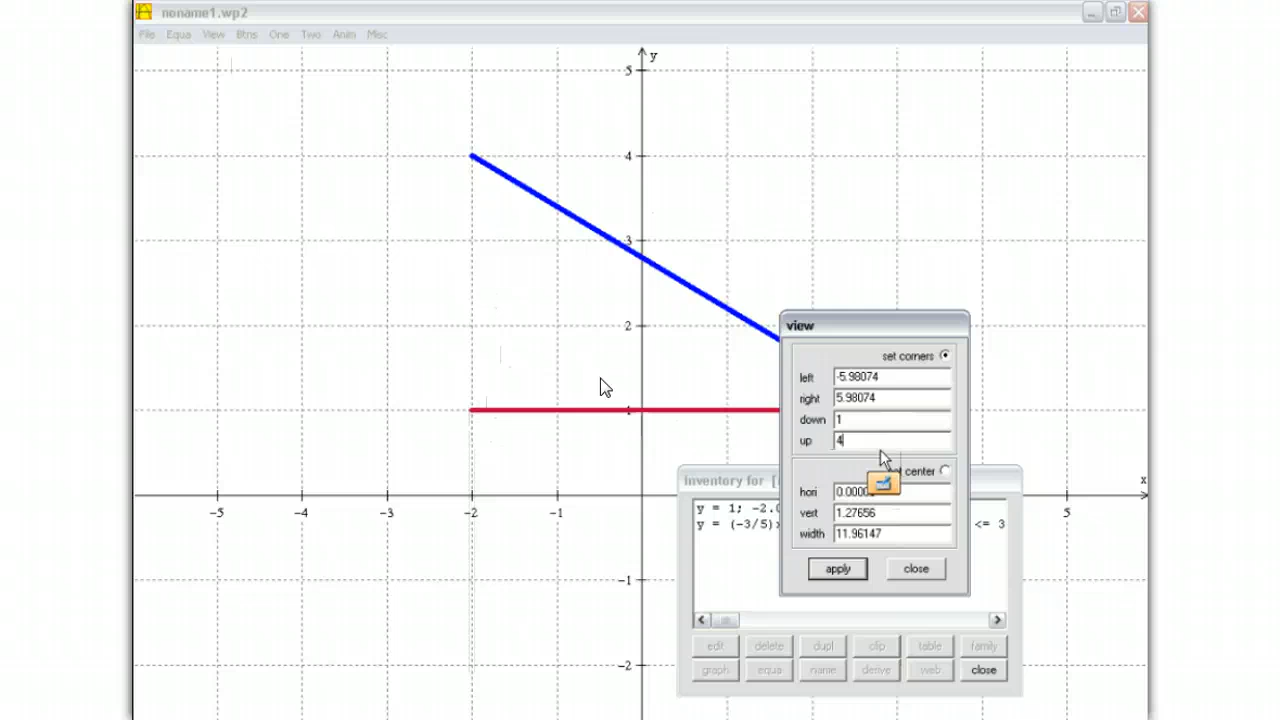 noname1.wp2
File Equa View Btns One Two Anim Misc
y
5
4
3
2
1
x
-5 -4 -3 -2 -1 5
-1
-2
view
set corners
left -5.98074
right 5.98074
down 1
up 4
center
hori 0.0000
vert 1.27656
width 11.96147
apply close
inventory for [
y = 1; -2.0
y = (-3/5) <= 3
edit delete dupl clip table family
graph equa name derive web close